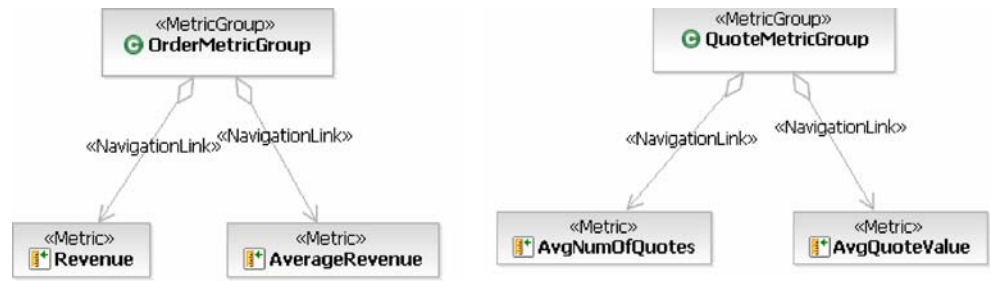 «MetricGroup»
OrderMetricGroup
«NavigationLink»
«NavigationLink»
«Metric»
Revenue
«Metric»
AverageRevenue
«MetricGroup»
QuoteMetricGroup
«NavigationLink»
«NavigationLink»
«Metric»
AvgNumOfQuotes
«Metric»
AvgQuoteValue